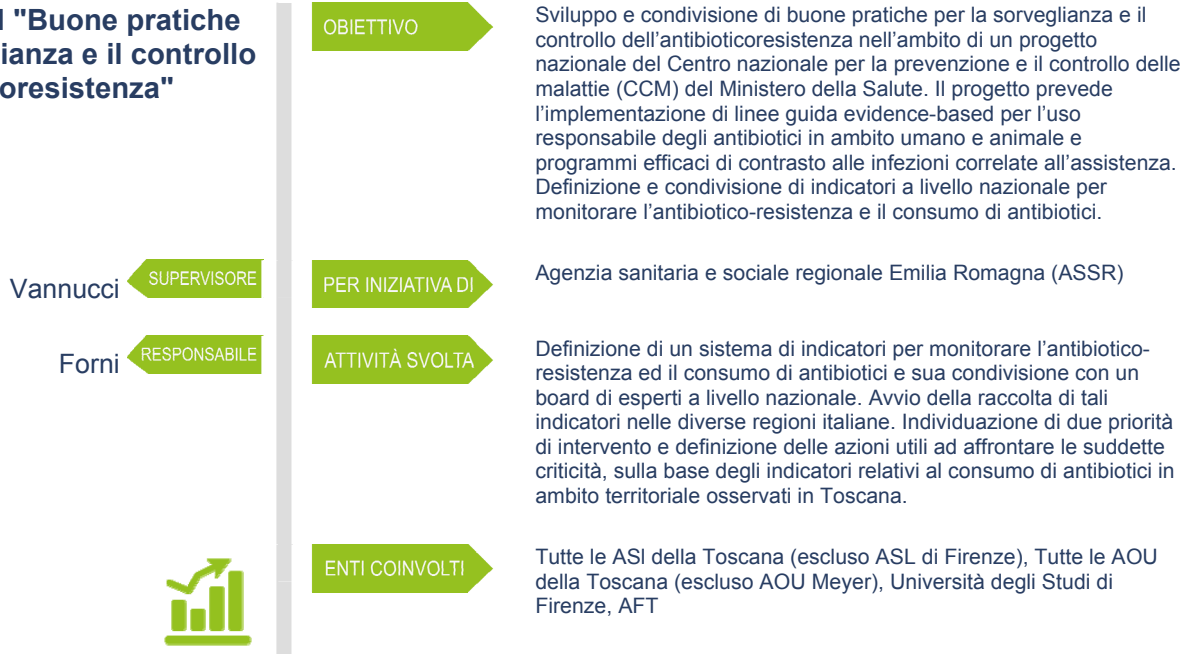 l "Buone pratiche
ianza e il controllo
oresistenza"
OBIETTIVO
Sviluppo e condivisione di buone pratiche per la sorveglianza e il
controllo dell’antibioticoresistenza nell’ambito di un progetto
nazionale del Centro nazionale per la prevenzione e il controllo delle
malattie (CCM) del Ministero della Salute. Il progetto prevede
l’implementazione di linee guida evidence-based per l’uso
responsabile degli antibiotici in ambito umano e animale e
programmi efficaci di contrasto alle infezioni correlate all’assistenza.
Definizione e condivisione di indicatori a livello nazionale per
monitorare l’antibiotico-resistenza e il consumo di antibiotici.
Vannucci SUPERVISORE
PER INIZIATIVA DI
Agenzia sanitaria e sociale regionale Emilia Romagna (ASSR)
Forni RESPONSABILE
ATTIVITÀ SVOLTA
Definizione di un sistema di indicatori per monitorare l’antibiotico-
resistenza ed il consumo di antibiotici e sua condivisione con un
board di esperti a livello nazionale. Avvio della raccolta di tali
indicatori nelle diverse regioni italiane. Individuazione di due priorità
di intervento e definizione delle azioni utili ad affrontare le suddette
criticità, sulla base degli indicatori relativi al consumo di antibiotici in
ambito territoriale osservati in Toscana.
ENTI COINVOLTI
Tutte le ASl della Toscana (escluso ASL di Firenze), Tutte le AOU
della Toscana (escluso AOU Meyer), Università degli Studi di
Firenze, AFT